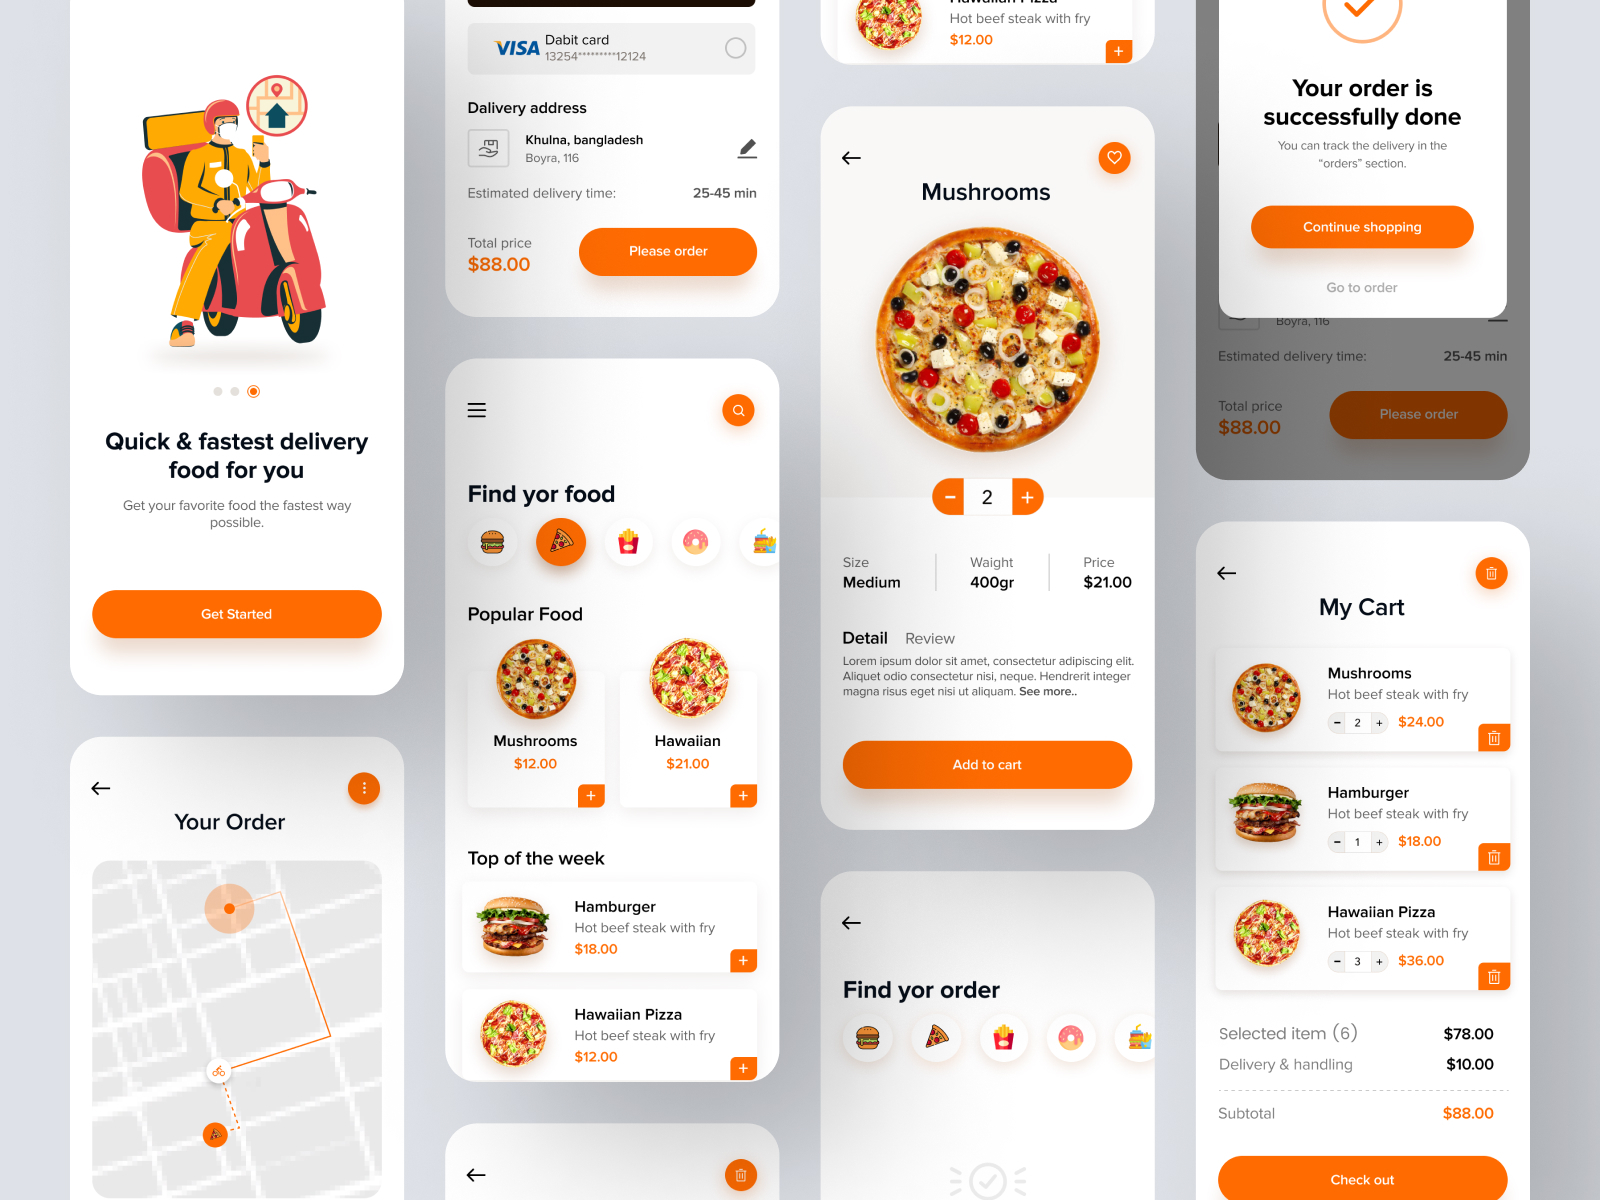 Quick & fastest delivery
food for you
Get your favorite food the fastest way
possible.
Get Started
Your Order
VISA
Dabit card
13254*********12124
Dalivery address
Khulna, bangladesh
Boyra, 116
Estimated delivery time:
25-45 min
Total price
$88.00
Please order
Find yor food
Popular Food
Mushrooms
$12.00
+
Hawaiian
$21.00
+
Top of the week
Hamburger
Hot beef steak with fry
$18.00
+
Hawaiian Pizza
Hot beef steak with fry
$12.00
+
Hawaiian Pizza
Hot beef steak with fry
$12.00
+
Mushrooms
- 2 +
Size
Medium
Waight
400gr
Price
$21.00
Detail Review
Lorem ipsum dolor sit amet, consectetur adipiscing elit.
Aliquet odio consectetur nisi, neque. Hendrerit integer
magna risus eget nisi ut aliquam. See more..
Add to cart
Find yor order
Your order is
successfully done
You can track the delivery in the
“orders” section.
Continue shopping
Go to order
Boyra, 116
Estimated delivery time:
25-45 min
Total price
$88.00
Please order
My Cart
Mushrooms
Hot beef steak with fry
- 2 + $24.00
Hamburger
Hot beef steak with fry
- 1 + $18.00
Hawaiian Pizza
Hot beef steak with fry
- 3 + $36.00
Selected item (6) $78.00
Delivery & handling $10.00
Subtotal $88.00
Check out